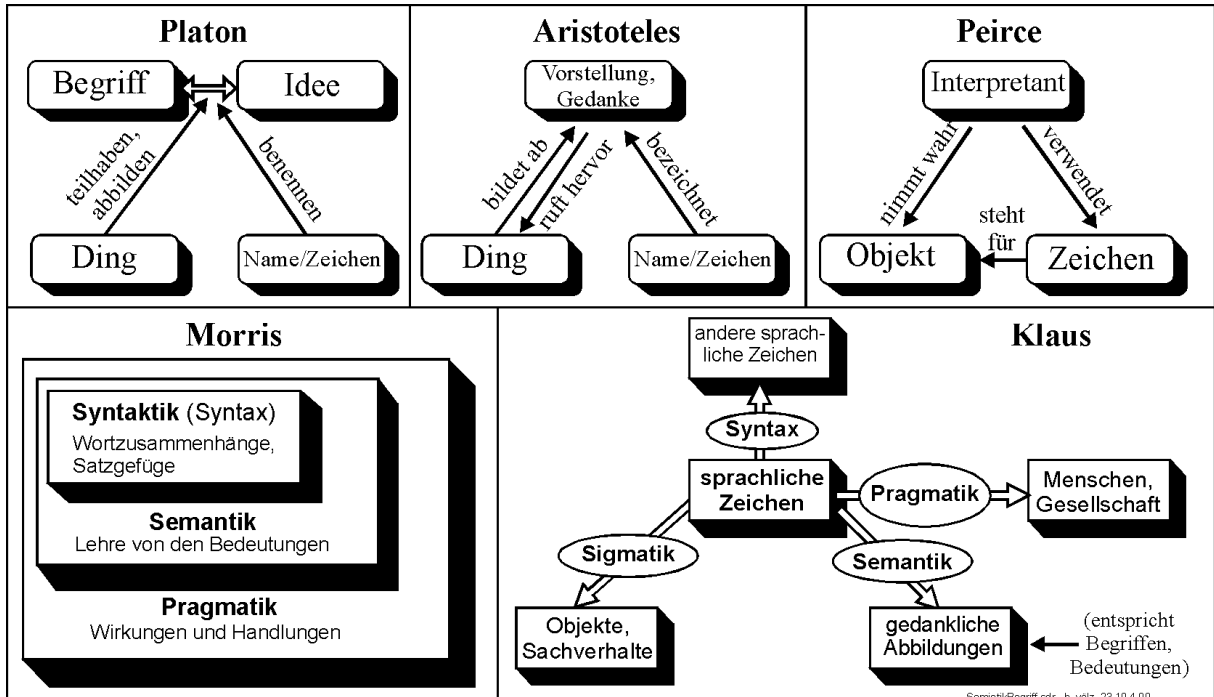 Platon
Begriff
Idee
teilhaben,
abbilden
benennen
Ding
Name/Zeichen
Aristoteles
Vorstellung,
Gedanke
bildet ab
ruft hervor
bezeichnet
Ding
Name/Zeichen
Peirce
Interpretant
nimmt wahr
verwendet
steht
für
Objekt
Zeichen
Morris
Syntaktik (Syntax)
Wortzusammenhänge,
Satzgefüge
Semantik
Lehre von den Bedeutungen
Pragmatik
Wirkungen und Handlungen
Klaus
andere sprach-
liche Zeichen
Syntax
sprachliche
Zeichen
Pragmatik
Menschen,
Gesellschaft
Sigmatik
Semantik
Objekte,
Sachverhalte
gedankliche
Abbildungen
(entspricht
Begriffen,
Bedeutungen)